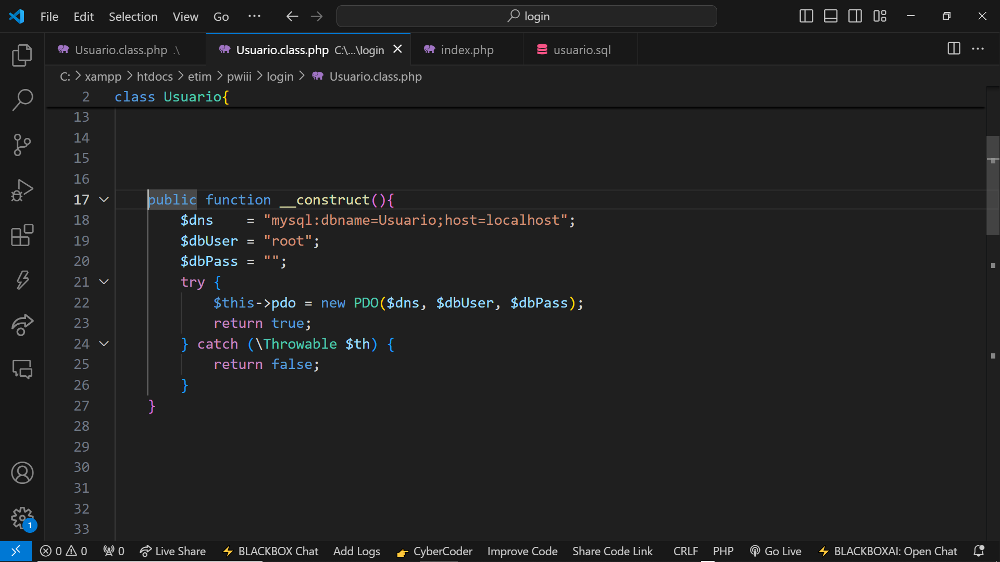 File Edit Selection View Go ··· login
Usuario.class.php .\ Usuario.class.php C:\...\login index.php usuario.sql
C: > xampp > htdocs > etim > pwiii > login > Usuario.class.php
2 class Usuario{
13
14
15
16
17 public function __construct(){
18 $dns = "mysql:dbname=Usuario;host=localhost";
19 $dbUser = "root";
20 $dbPass = "";
21 try {
22 $this->pdo = new PDO($dns, $dbUser, $dbPass);
23 return true;
24 } catch (\Throwable $th) {
25 return false;
26 }
27 }
28
29
30
31
32
33
1
0 0 0 Live Share BLACKBOX Chat Add Logs CyberCoder Improve Code Share Code Link CRLF PHP Go Live BLACKBOXAI: Open Chat